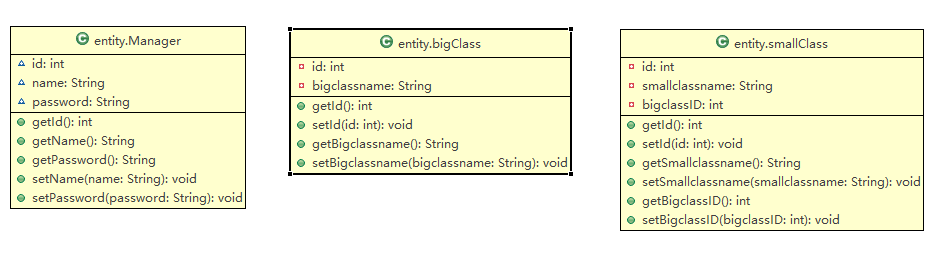 entity.Manager
id: int
name: String
password: String
getId(): int
getName(): String
getPassword(): String
setName(name: String): void
setPassword(password: String): void
entity.bigClass
id: int
bigclassname: String
getId(): int
setId(id: int): void
getBigclassname(): String
setBigclassname(bigclassname: String): void
entity.smallClass
id: int
smallclassname: String
bigclassID: int
getId(): int
setId(id: int): void
getSmallclassname(): String
setSmallclassname(smallclassname: String): void
getBigclassID(): int
setBigclassID(bigclassID: int): void